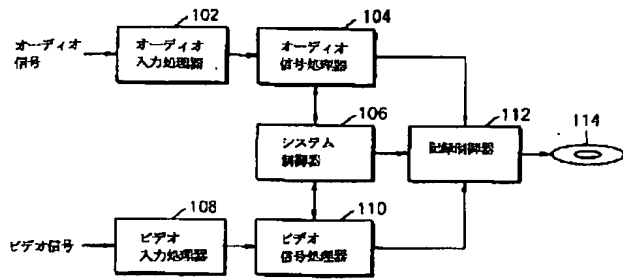 102
104
オーディオ
信号
オーディオ
入力処理器
オーディオ
信号処理器
106
112
114
システム
制御器
記録制御器
108
110
ビデオ信号
ビデオ
入力処理器
ビデオ
信号処理器